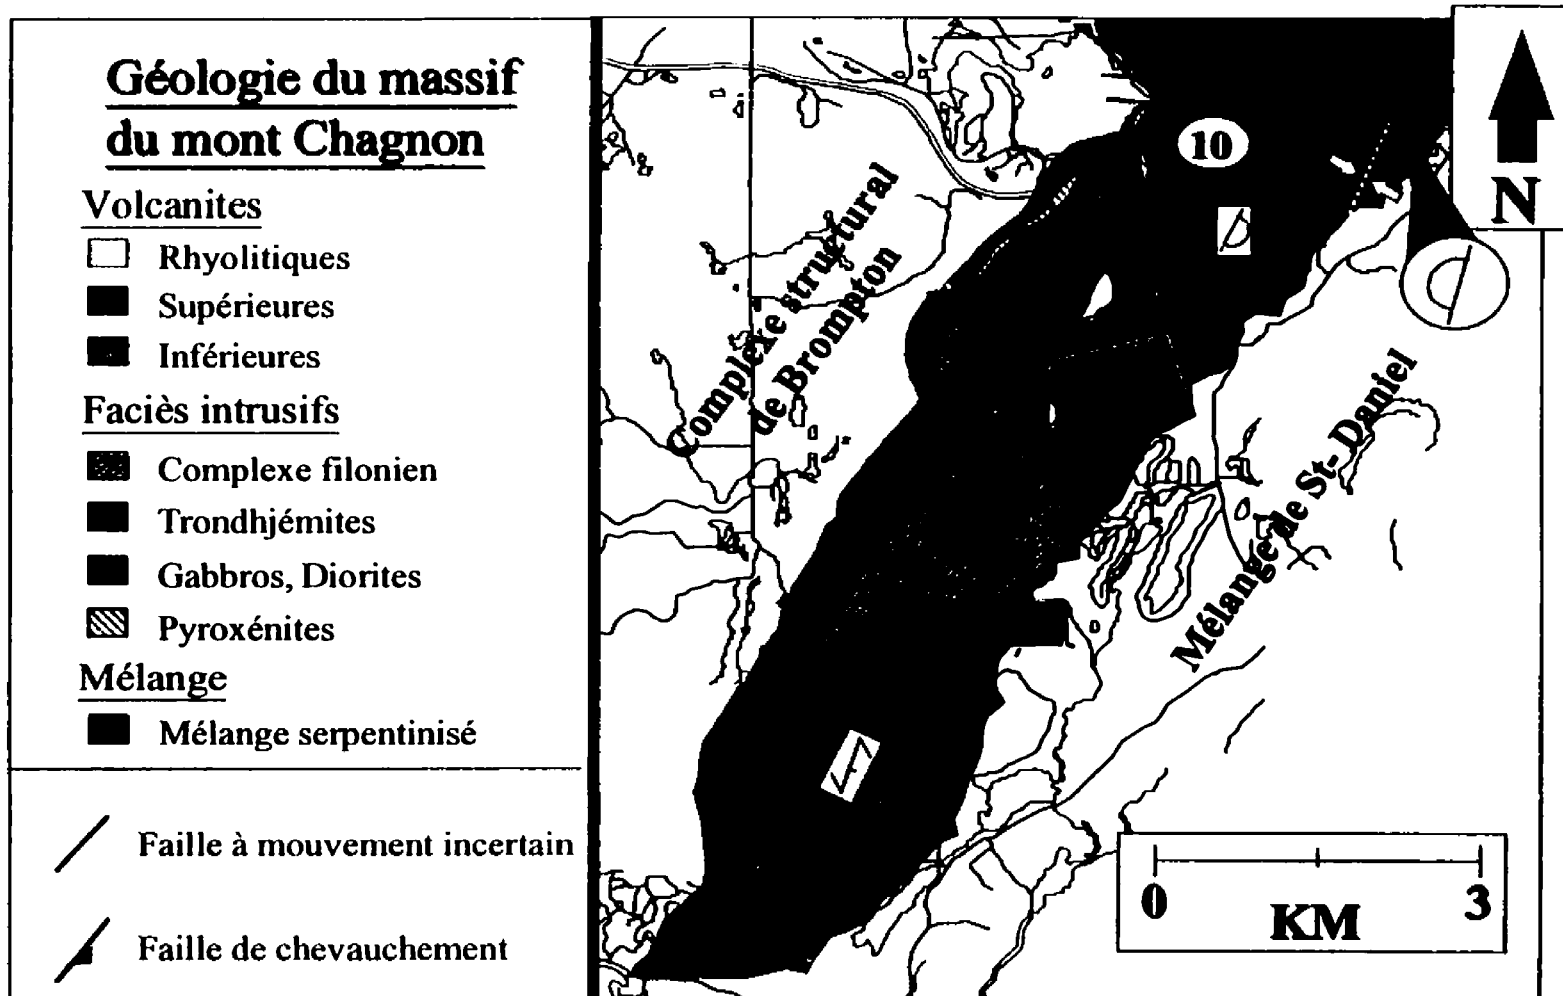 Géologie du massif
du mont Chagnon
Volcanites
Rhyolitiques
Supérieures
Inférieures
Faciès intrusifs
Complexe filonien
Trondhjémites
Gabbros, Diorites
Pyroxénites
Mélange
Mélange serpentinisé
Faille à mouvement incertain
Faille de chevauchement
Complexe structural
de Brompton
10
N
Mélange de St-Daniel
0
3
KM